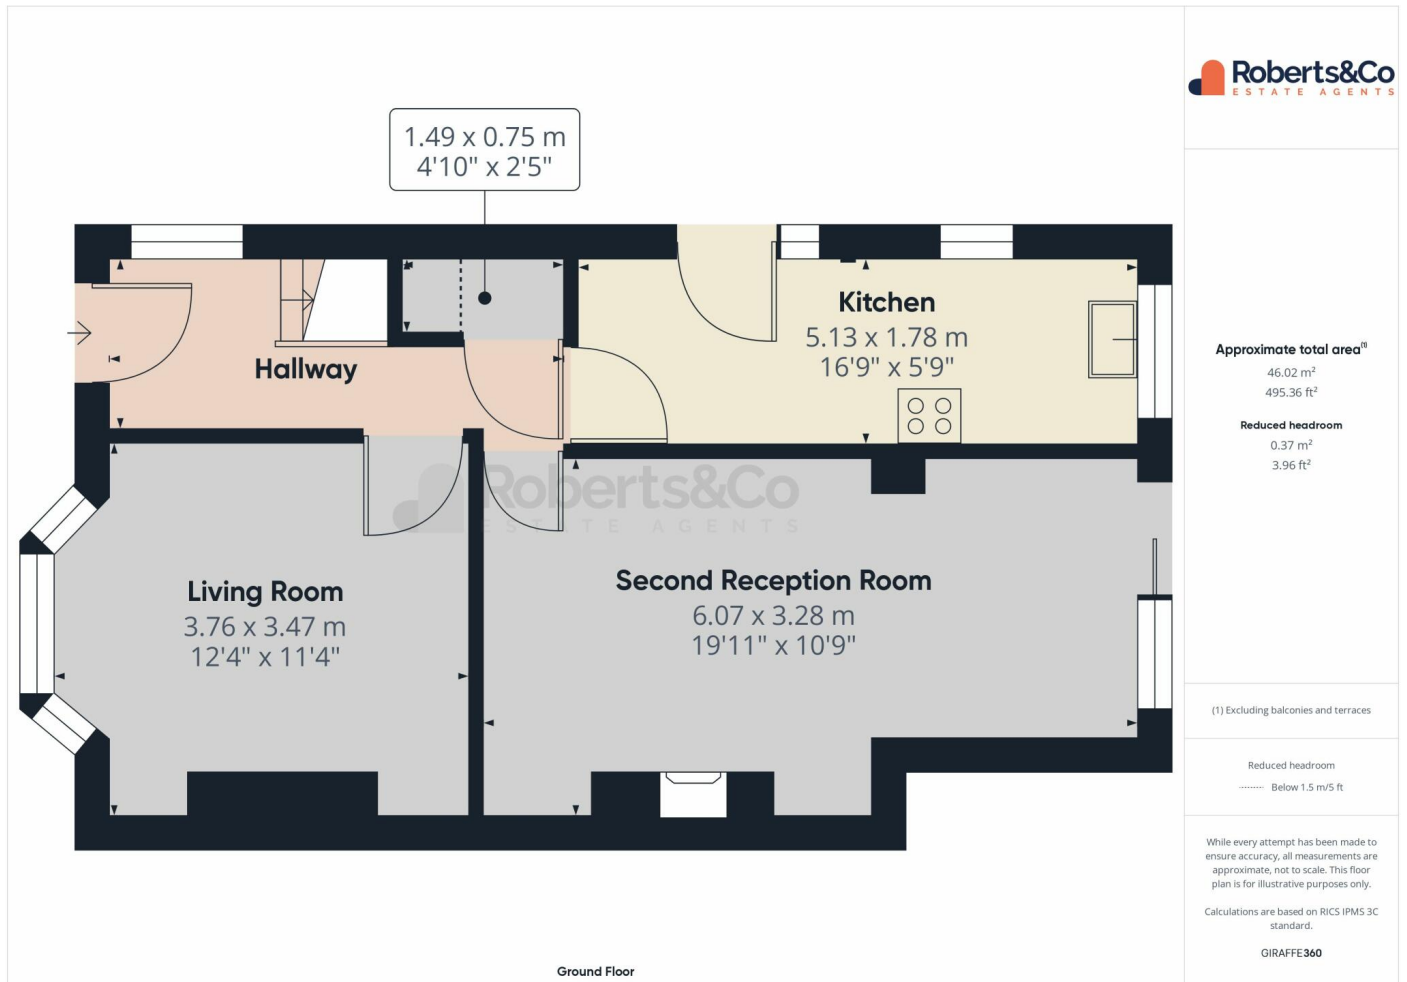 1.49 x 0.75 m
4'10" x 2'5"
Kitchen
5.13 x 1.78 m
16'9" x 5'9"
Hallway
Roberts&Co
ESTATE AGENTS
Living Room
3.76 x 3.47 m
12'4" x 11'4"
Second Reception Room
6.07 x 3.28 m
19'11" x 10'9"
Ground Floor
Roberts&Co
ESTATE AGENTS
Approximate total area(1)
46.02 m²
495.36 ft²
Reduced headroom
0.37 m²
3.96 ft²
(1) Excluding balconies and terraces
Reduced headroom
Below 1.5 m/5 ft
While every attempt has been made to
ensure accuracy, all measurements are
approximate, not to scale. This floor
plan is for illustrative purposes only.
Calculations are based on RICS IPMS 3C
standard.
GIRAFFE360